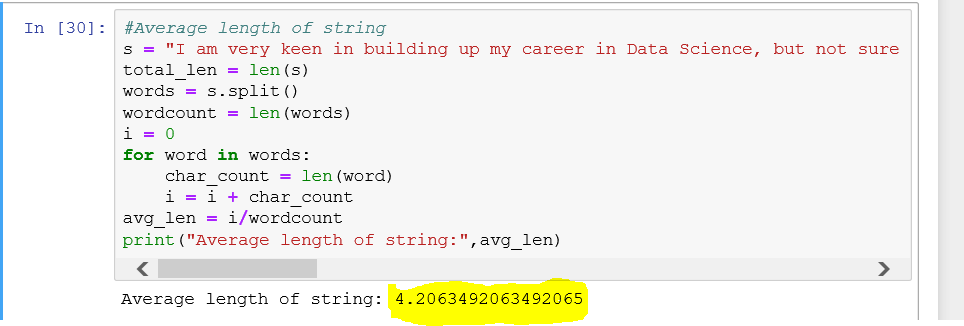 In [30]: #Average length of string
s = "I am very keen in building up my career in Data Science, but not sure
total_len = len(s)
words = s.split()
wordcount = len(words)
i = 0
for word in words:
    char_count = len(word)
    i = i + char_count
avg_len = i/wordcount
print("Average length of string:",avg_len)
Average length of string: 4.2063492063492065